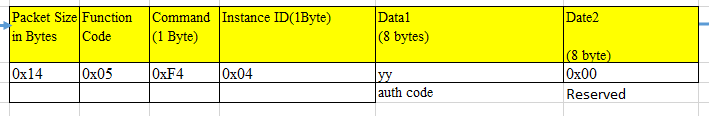 Packet Size Function Command Instance ID(1Byte) Data1 Date2
in Bytes Code (1 Byte) (8 bytes)
(8 byte)
0x14 0x05 0xF4 0x04 yy 0x00
auth code Reserved